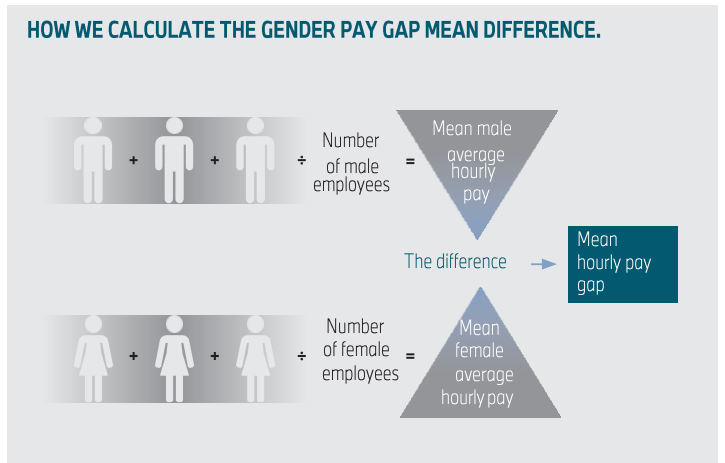 HOW WE CALCULATE THE GENDER PAY GAP MEAN DIFFERENCE.
+ + ÷
Number
of male
employees
=
Mean male
average
hourly
pay
The difference
Mean
hourly pay
gap
+ + ÷
Number
of female
employees
=
Mean
female
average
hourly pay